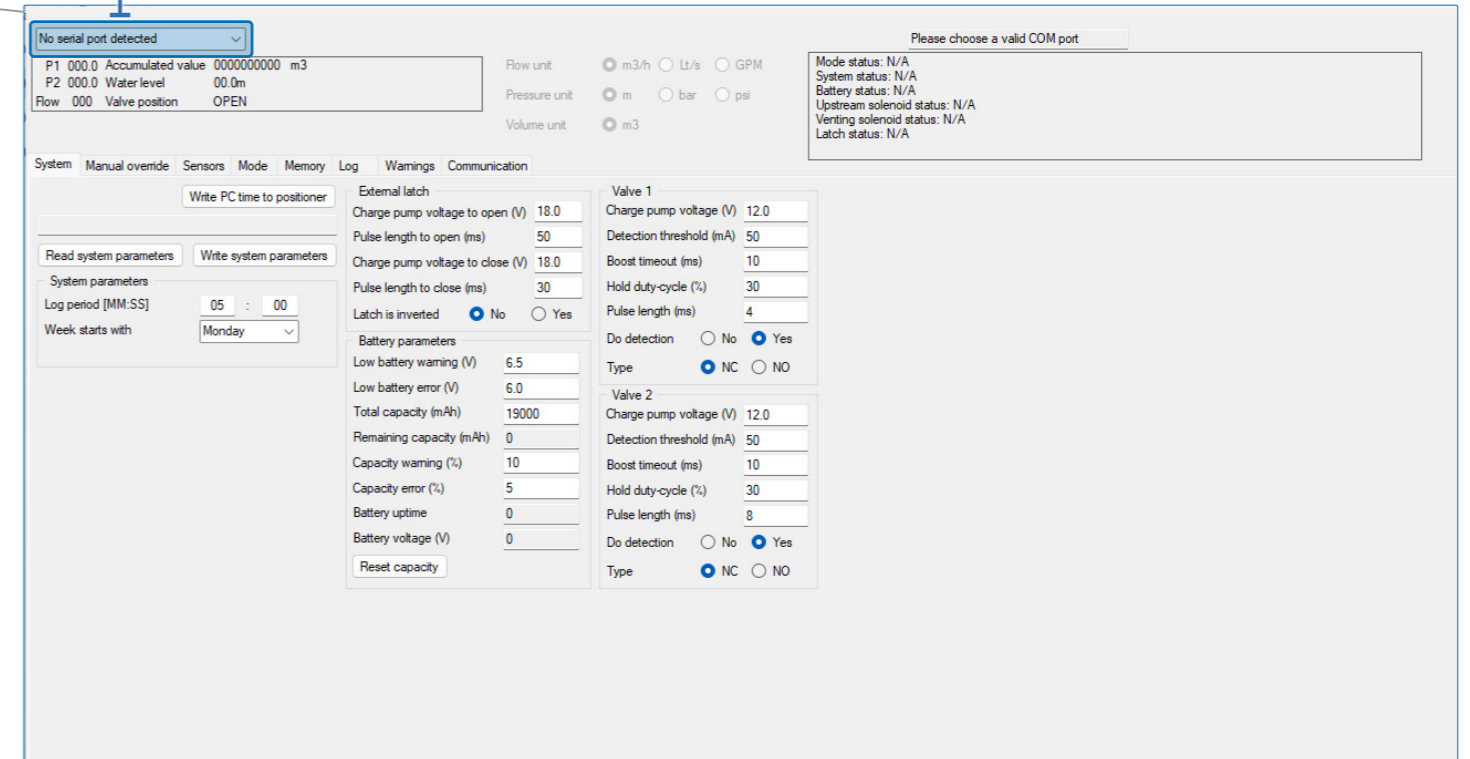 1
No serial port detected
Please choose a valid COM port
P1 000.0 Accumulated value 0000000000 m3
P2 000.0 Water level 00.0m
Flow 000 Valve position OPEN
Flow unit m3/h Lt/s GPM
Pressure unit m bar psi
Volume unit m3
Mode status: N/A
System status: N/A
Battery status: N/A
Upstream solenoid status: N/A
Venting solenoid status: N/A
Latch status: N/A
System Manual override Sensors Mode Memory Log Warnings Communication
Write PC time to positioner
Read system parameters Write system parameters
System parameters
Log period [MM:SS] 05 : 00
Week starts with Monday
External latch
Charge pump voltage to open (V) 18.0
Pulse length to open (ms) 50
Charge pump voltage to close (V) 18.0
Pulse length to close (ms) 30
Latch is inverted No Yes
Battery parameters
Low battery warning (V) 6.5
Low battery error (V) 6.0
Total capacity (mAh) 19000
Remaining capacity (mAh) 0
Capacity warning (%) 10
Capacity error (%) 5
Battery uptime 0
Battery voltage (V) 0
Reset capacity
Valve 1
Charge pump voltage (V) 12.0
Detection threshold (mA) 50
Boost timeout (ms) 10
Hold duty-cycle (%) 30
Pulse length (ms) 4
Do detection No Yes
Type NC NO
Valve 2
Charge pump voltage (V) 12.0
Detection threshold (mA) 50
Boost timeout (ms) 10
Hold duty-cycle (%) 30
Pulse length (ms) 8
Do detection No Yes
Type NC NO